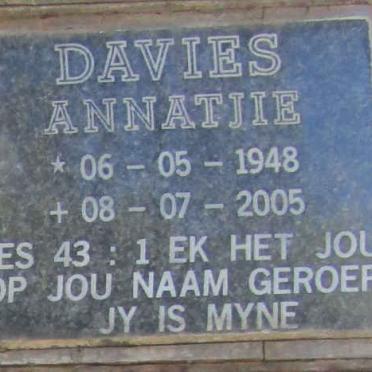 DAVIES
ANNATJIE
* 06 - 05 - 1948
+ 08 - 07 - 2005
ES 43 : 1 EK HET JOU
OP JOU NAAM GEROEP
JY IS MYNE